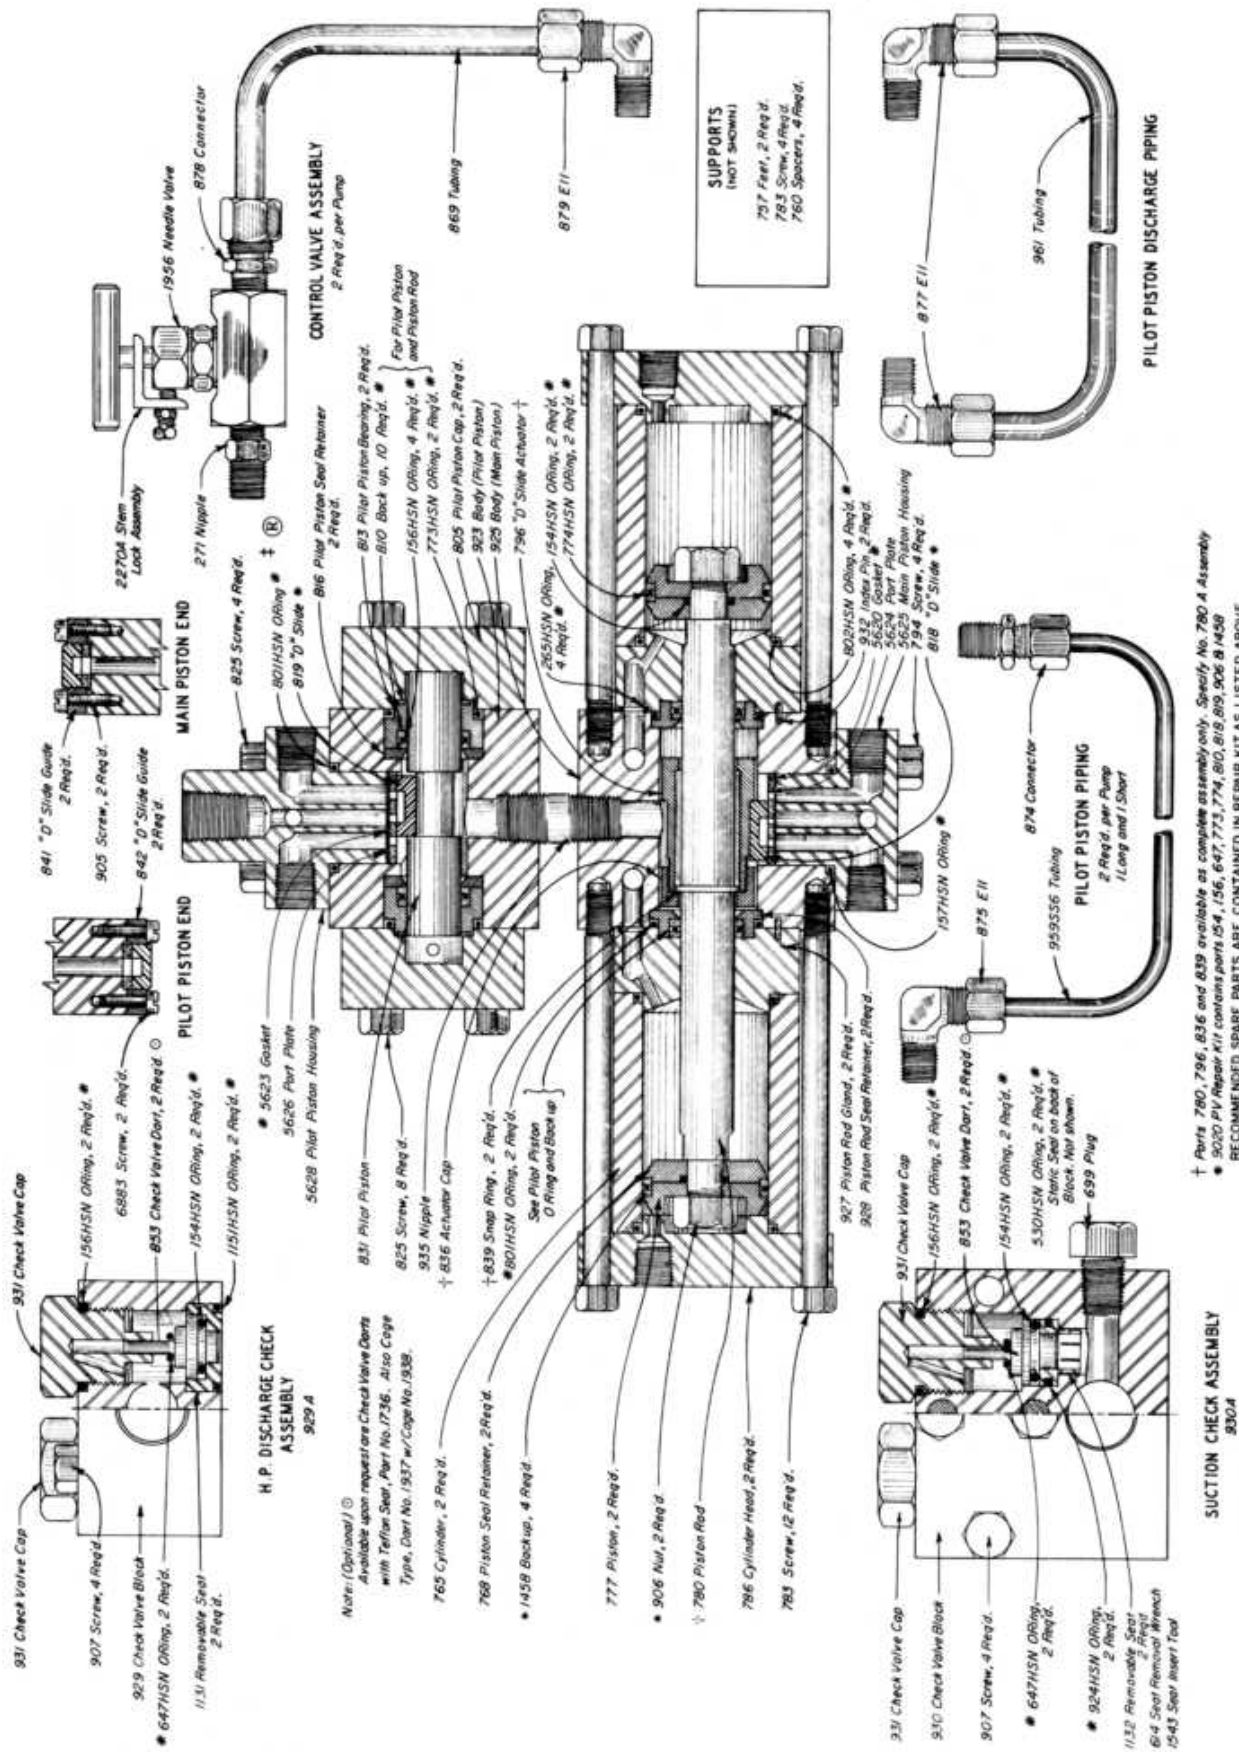 931 Check Valve Cap
931 Check Valve Cap
907 Screw, 4 Req'd.
929 Check Valve Block
* 647HSN ORing, 2 Req'd.
1131 Removable Seat
2 Req'd.
156HSN ORing, 2 Req'd. *
6883 Screw, 2 Req'd.
853 Check Valve Dart, 2 Req'd. ⊙
154HSN ORing, 2 Req'd. *
1151HSN ORing, 2 Req'd. *
H.P. DISCHARGE CHECK
ASSEMBLY
929A
841 "D" Slide Guide
2 Req'd.
905 Screw, 2 Req'd.
842 "D" Slide Guide
2 Req'd.
PILOT PISTON END
MAIN PISTON END
2270A Stem
Lock Assembly
1956 Needle Valve
878 Connector
271 Nipple
CONTROL VALVE ASSEMBLY
2 Req'd. per Pump
869 Tubing
879 Ell
Note: (Optional) ⊙
Available upon request are Check Valve Darts
with Teflon Seat, Part No. 1736. Also Cage
Type, Dart No. 1937 w/Cage No. 1938.
* 5623 Gasket
5626 Port Plate
5628 Pilot Piston Housing
825 Screw, 4 Req'd.
‡ ®
801HSN ORing *
819 "D" Slide *
816 Pilot Piston Seal Retainer
2 Req'd.
813 Pilot Piston Bearing, 2 Req'd.
810 Back up, 10 Req'd. *
For Pilot Piston
and Piston Rod
156HSN ORing, 4 Req'd. *
773HSN ORing, 2 Req'd. *
805 Pilot Piston Cap, 2 Req'd.
923 Body (Pilot Piston)
925 Body (Main Piston)
796 "D" Slide Actuator †
831 Pilot Piston
825 Screw, 8 Req'd.
935 Nipple
† 836 Actuator Cap
† 839 Snap Ring, 2 Req'd.
* 801HSN ORing, 2 Req'd.
See Pilot Piston
O Ring and Back up
765 Cylinder, 2 Req'd.
768 Piston Seal Retainer, 2 Req'd.
* 1458 Back up, 4 Req'd.
777 Piston, 2 Req'd.
* 906 Nut, 2 Req'd.
† 780 Piston Rod
786 Cylinder Head, 2 Req'd.
783 Screw, 12 Req'd.
265HSN ORing,
4 Req'd. *
154HSN ORing, 2 Req'd. *
774HSN ORing, 2 Req'd. *
802HSN ORing, 4 Req'd. *
932 Index Pin, 2 Req'd.
5620 Gasket *
5624 Port Plate
5625 Main Piston Housing
794 Screw, 4 Req'd.
818 "D" Slide *
157HSN ORing *
927 Piston Rod Gland, 2 Req'd.
928 Piston Rod Seal Retainer, 2 Req'd.
SUPPORTS
(NOT SHOWN)
757 Feet, 2 Req'd.
783 Screw, 4 Req'd.
760 Spacers, 4 Req'd.
931 Check Valve Cap
930 Check Valve Block
907 Screw, 4 Req'd.
* 647HSN ORing,
2 Req'd.
* 924HSN ORing,
2 Req'd.
1132 Removable Seat
2 Req'd
614 Seat Removal Wrench
1543 Seat Insert Tool
931 Check Valve Cap
156HSN ORing, 2 Req'd. *
853 Check Valve Dart, 2 Req'd. ⊙
154HSN ORing, 2 Req'd. *
530HSN ORing, 2 Req'd. *
Static Seal on back of
Block. Not shown.
699 Plug
SUCTION CHECK ASSEMBLY
930A
875 Ell
959SS6 Tubing
874 Connector
PILOT PISTON PIPING
2 Req'd. per Pump
1 Long and 1 Short
877 Ell
961 Tubing
PILOT PISTON DISCHARGE PIPING
† Parts 780, 796, 836 and 839 available as complete assembly only. Specify No. 780 A Assembly
* 9020 PV Repair Kit contains parts 154, 156, 647, 773, 774, 810, 818, 819, 906 & 1458
RECOMMENDED SPARE PARTS ARE CONTAINED IN REPAIR KIT AS LISTED ABOVE